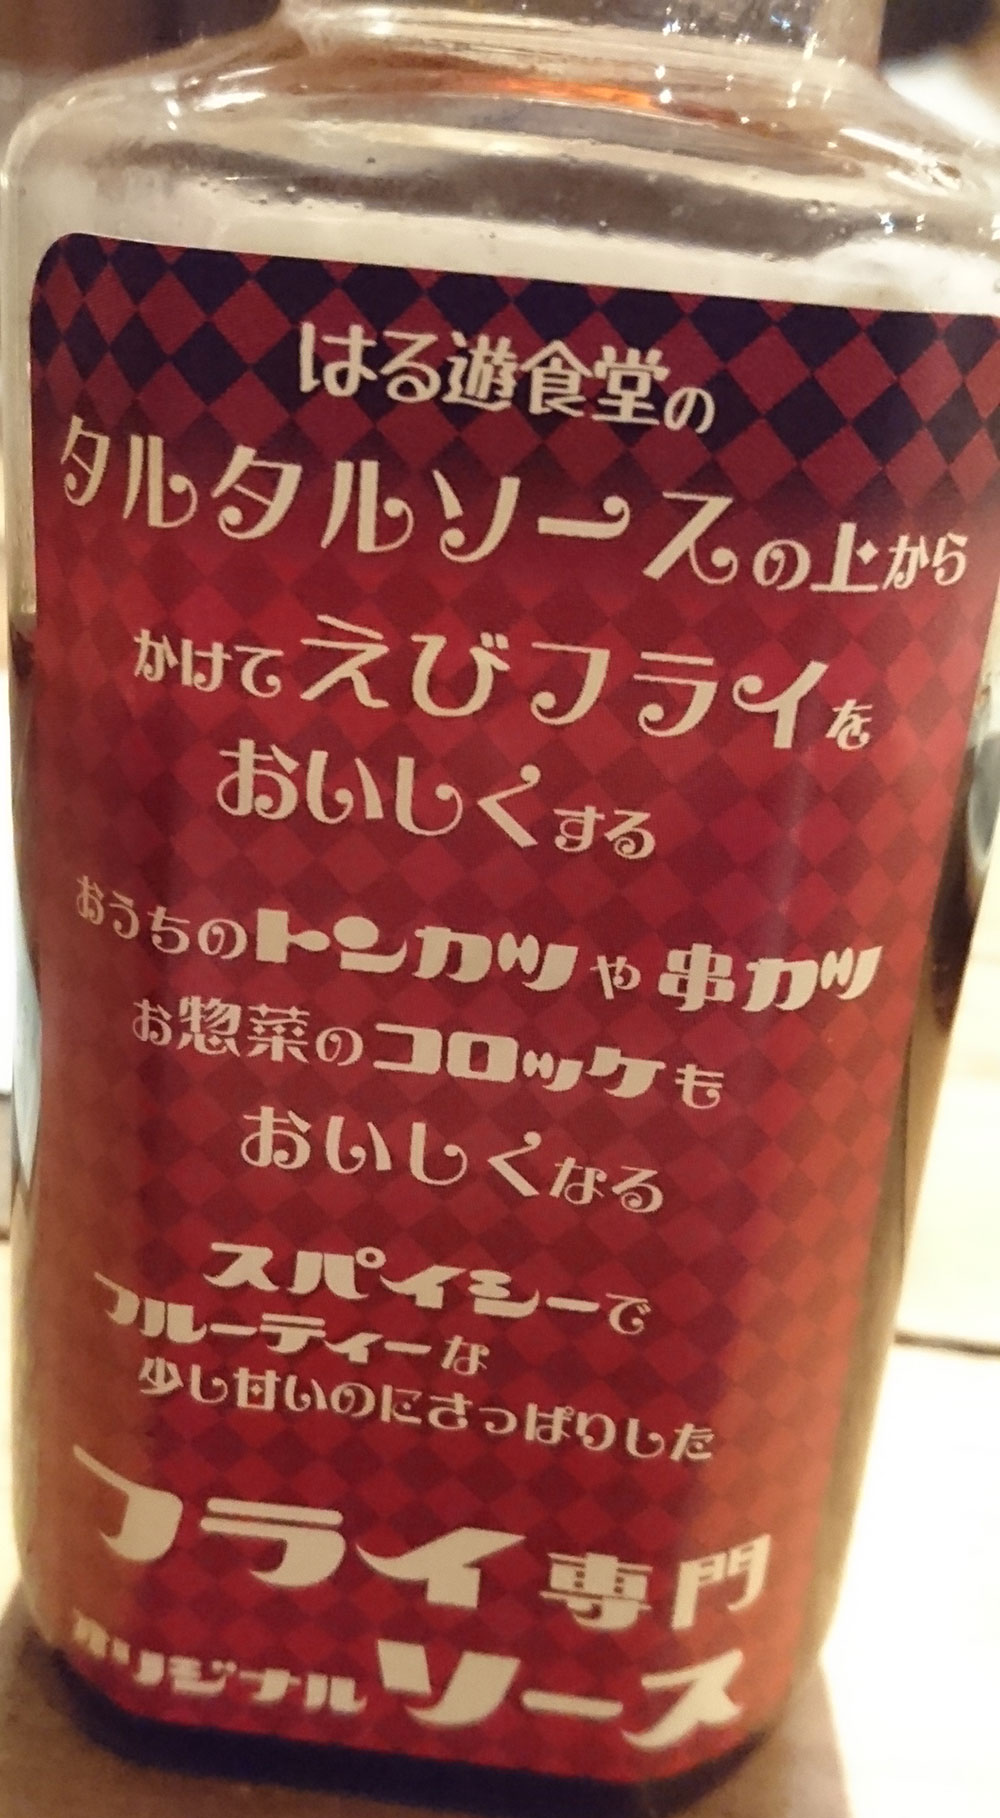 はる遊食堂の
タルタルソースの上から
かけてえびフライを
おいしくする
おうちのトンカツや串カツ
お惣菜のコロッケも
おいしくなる
スパイシーで
フルーティーな
少し甘いのにさっぱりした
フライ専門
オリジナルソース